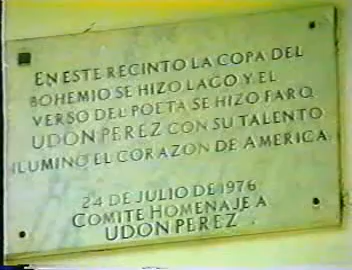 EN ESTE RECINTO LA COPA DEL
BOHEMIO SE HIZO LAGO Y EL
VERSO DEL POETA SE HIZO FARO
UDON PEREZ CON SU TALENTO
ILUMINO EL CORAZON DE AMERICA
24 DE JULIO DE 1976
COMITE HOMENAJE A
UDON PEREZ